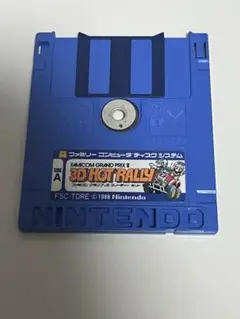 ファミリー コンピュータ ディスク システム
FAMICOM GRAND PRIX II
3D HOT RALLY
SIDE
A
FSC-TDRE © 1988 Nintendo
NINTENDO